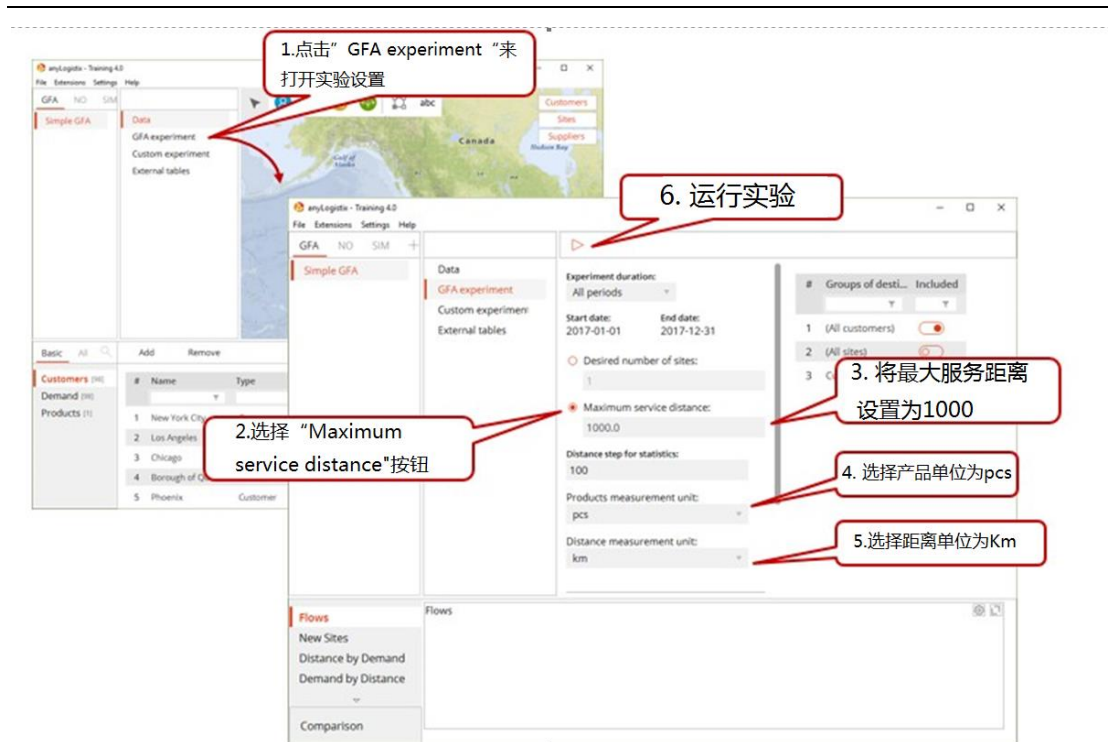 1.点击”GFA experiment“来
打开实验设置
anyLogistix - Training 4.0
File Extensions Settings Help
GFA NO SIM
Simple GFA
Data
GFA experiment
Custom experiment
External tables
abc
Customers
Sites
Suppliers
Canada
Hudson Bay
Gulf of
Alaska
Basic All
Add Remove
Customers [98]
Demand [98]
Products [1]
# Name Type
1 New York City
2 Los Angeles
3 Chicago
4 Borough of Q
5 Phoenix Customer
2.选择“Maximum
service distance"按钮
6. 运行实验
anyLogistix - Training 4.0
File Extensions Settings Help
GFA NO SIM +
Simple GFA
Data
GFA experiment
Custom experimen
External tables
Experiment duration:
All periods
Start date: End date:
2017-01-01 2017-12-31
Desired number of sites:
1
Maximum service distance:
1000.0
Distance step for statistics:
100
Products measurement unit:
pcs
Distance measurement unit:
km
# Groups of desti... Included
1 (All customers)
2 (All sites)
3 C
3. 将最大服务距离
设置为1000
4. 选择产品单位为pcs
5.选择距离单位为Km
Flows
New Sites
Distance by Demand
Demand by Distance
Comparison
Flows